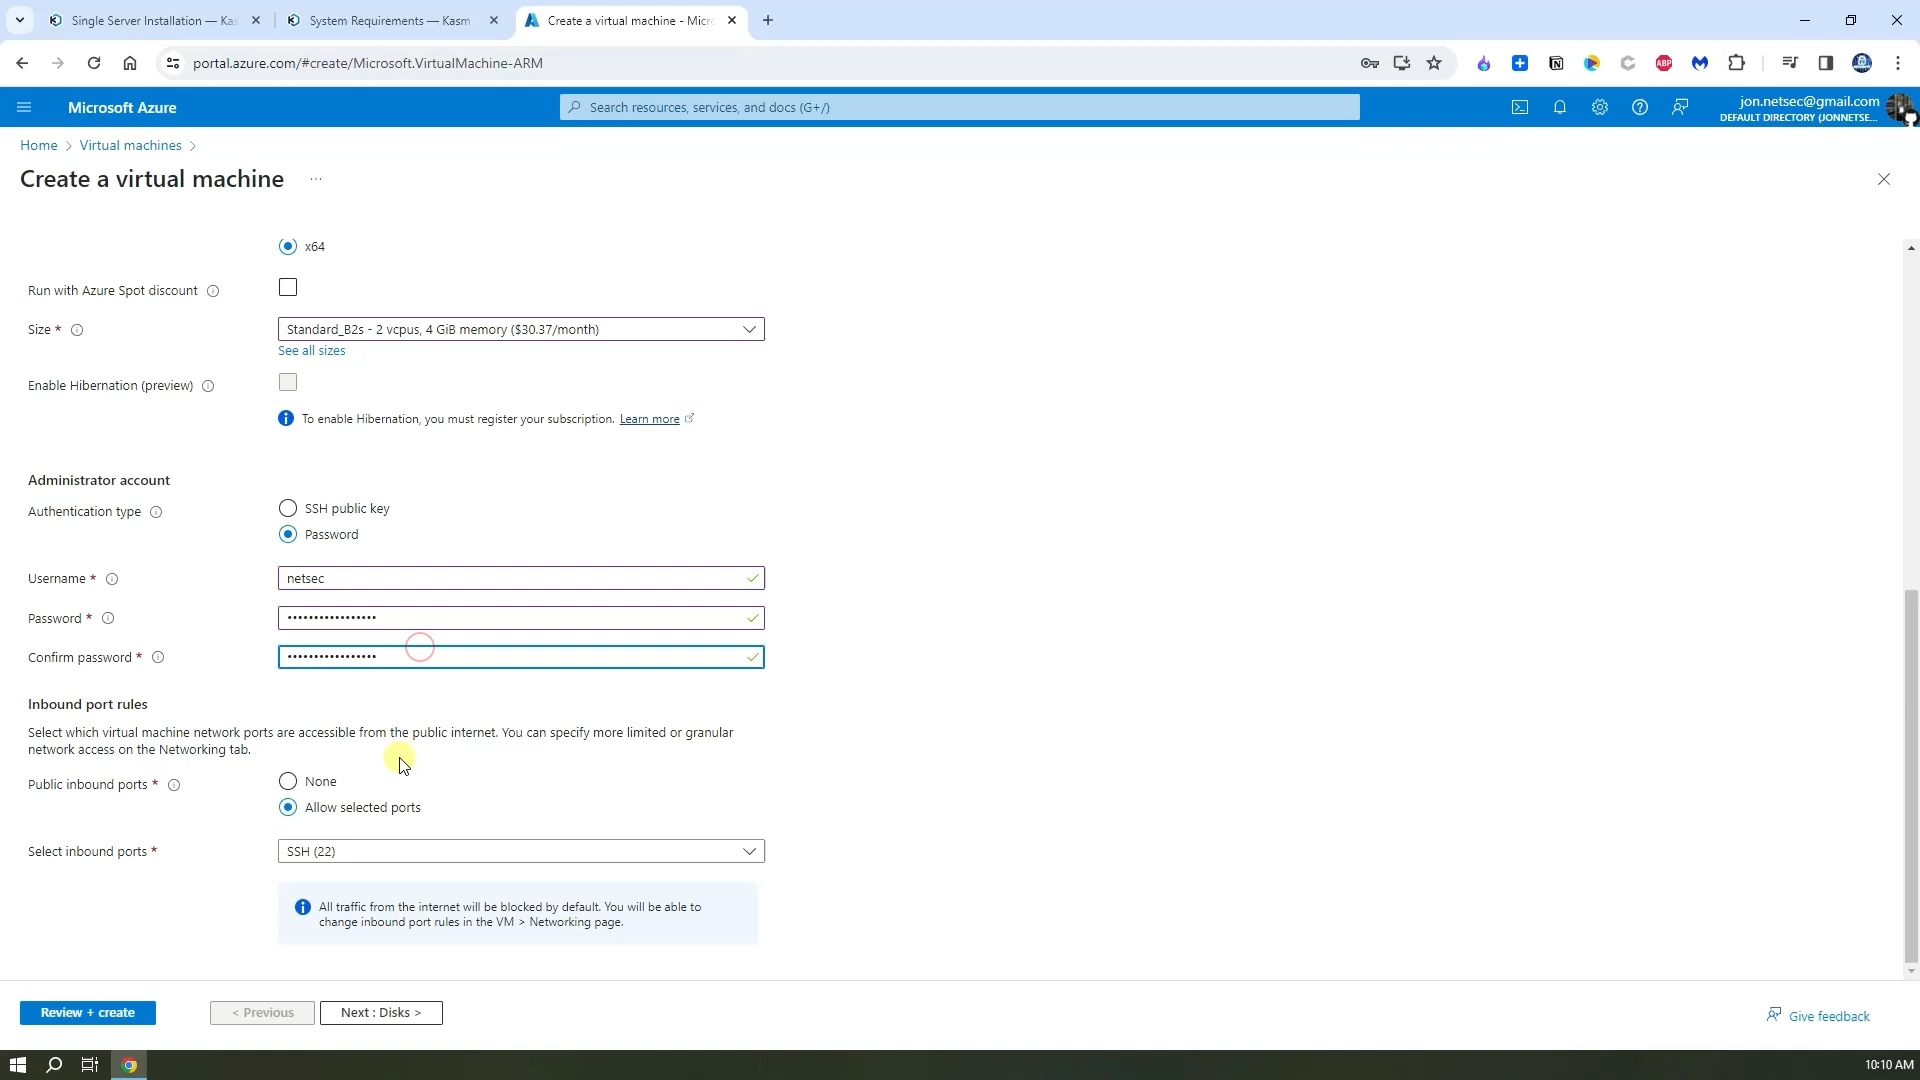 Single Server Installation — Kas
System Requirements — Kasm
Create a virtual machine - Micro
portal.azure.com/#create/Microsoft.VirtualMachine-ARM
ABP
Microsoft Azure
Search resources, services, and docs (G+/)
jon.netsec@gmail.com
DEFAULT DIRECTORY (JONNETSE...
Home > Virtual machines >
Create a virtual machine ...
x64
Run with Azure Spot discount
Size *
Standard_B2s - 2 vcpus, 4 GiB memory ($30.37/month)
See all sizes
Enable Hibernation (preview)
To enable Hibernation, you must register your subscription. Learn more
Administrator account
Authentication type
SSH public key
Password
Username *
netsec
Password *
•••••••••••••••••
Confirm password *
•••••••••••••••••
Inbound port rules
Select which virtual machine network ports are accessible from the public internet. You can specify more limited or granular
network access on the Networking tab.
Public inbound ports *
None
Allow selected ports
Select inbound ports *
SSH (22)
All traffic from the internet will be blocked by default. You will be able to
change inbound port rules in the VM > Networking page.
Review + create
< Previous
Next : Disks >
Give feedback
10:10 AM